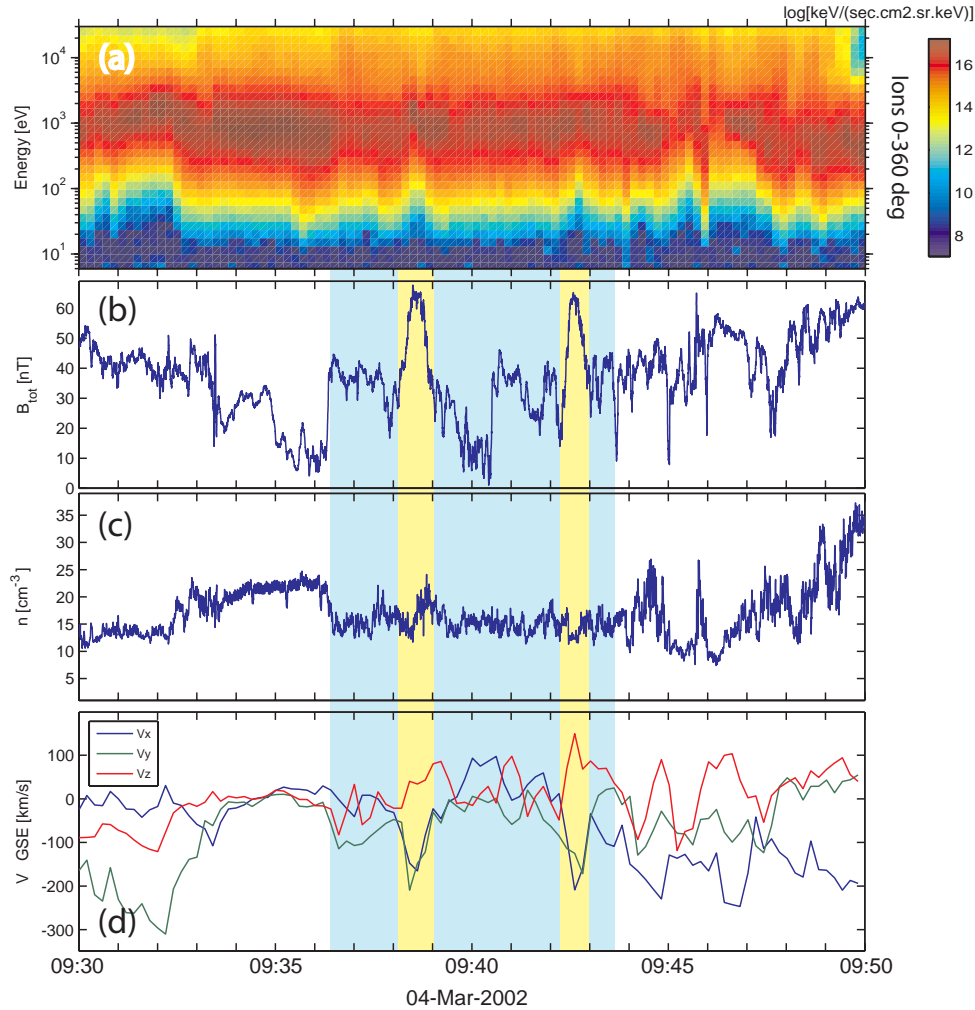 log[keV/(sec.cm2.sr.keV)]
(a)
Energy [eV]
10^4
10^3
10^2
10^1
16
14
12
10
8
Ions 0-360 deg
(b)
B_tot [nT]
60
50
40
30
20
10
0
(c)
n [cm^-3]
35
30
25
20
15
10
5
Vx
Vy
Vz
V GSE [km/s]
100
0
-100
-200
-300
(d)
09:30 09:35 09:40 09:45 09:50
04-Mar-2002